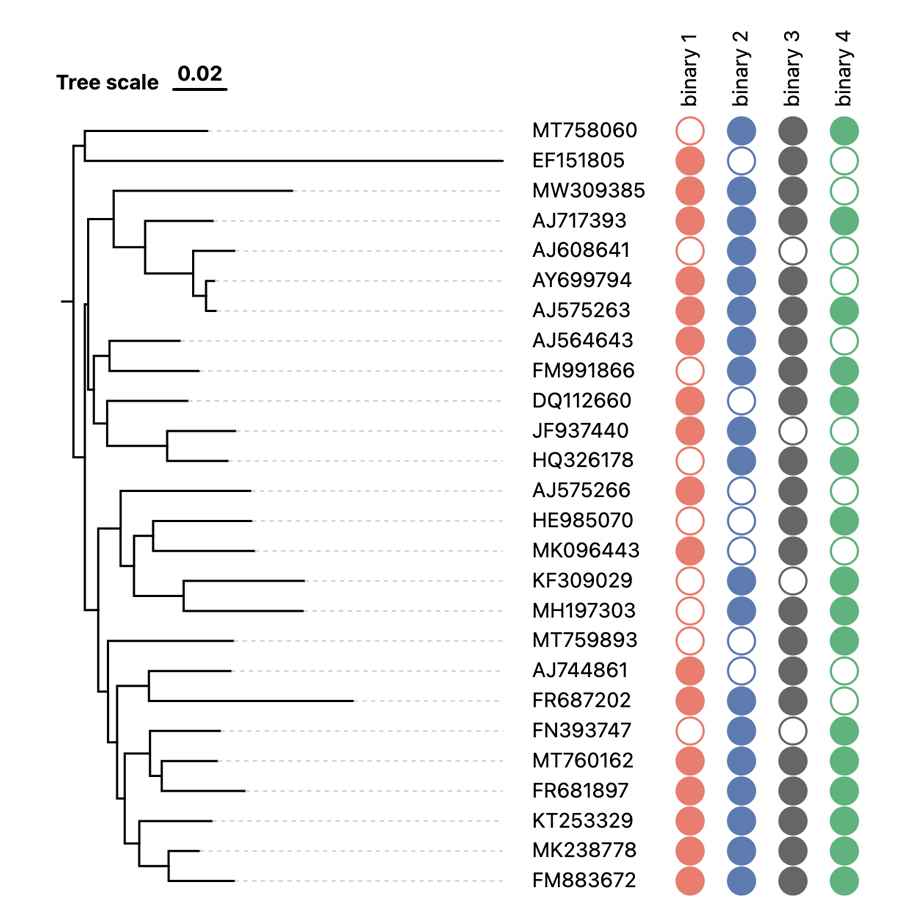 binary 1
binary 2
binary 3
binary 4
Tree scale 0.02
MT758060
EF151805
MW309385
AJ717393
AJ608641
AY699794
AJ575263
AJ564643
FM991866
DQ112660
JF937440
HQ326178
AJ575266
HE985070
MK096443
KF309029
MH197303
MT759893
AJ744861
FR687202
FN393747
MT760162
FR681897
KT253329
MK238778
FM883672